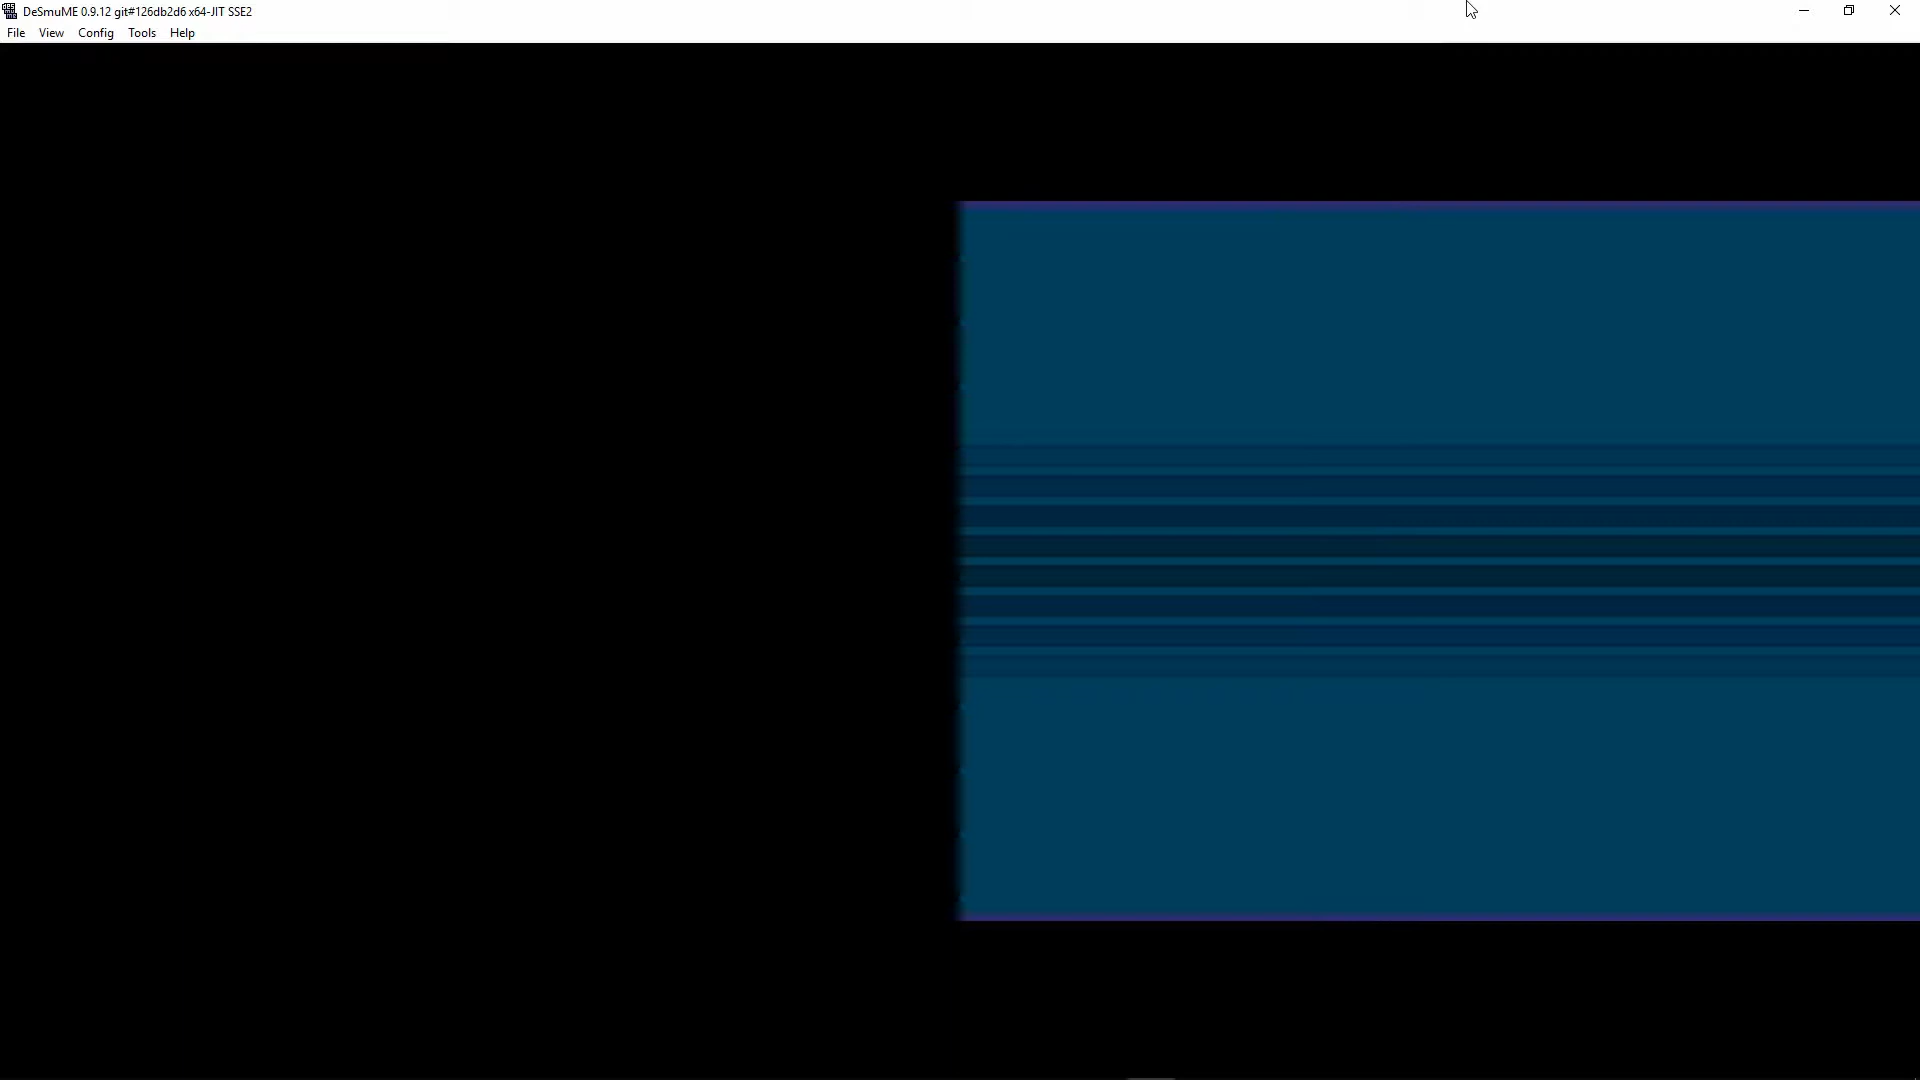 DeSmuME 0.9.12 git#126db2d6 x64-JIT SSE2
File View Config Tools Help